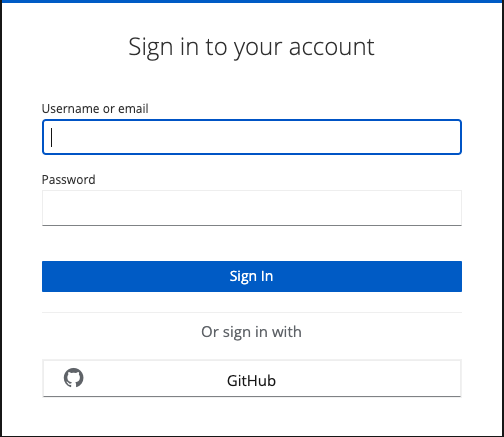 Sign in to your account
Username or email
Password
Sign In
Or sign in with
GitHub